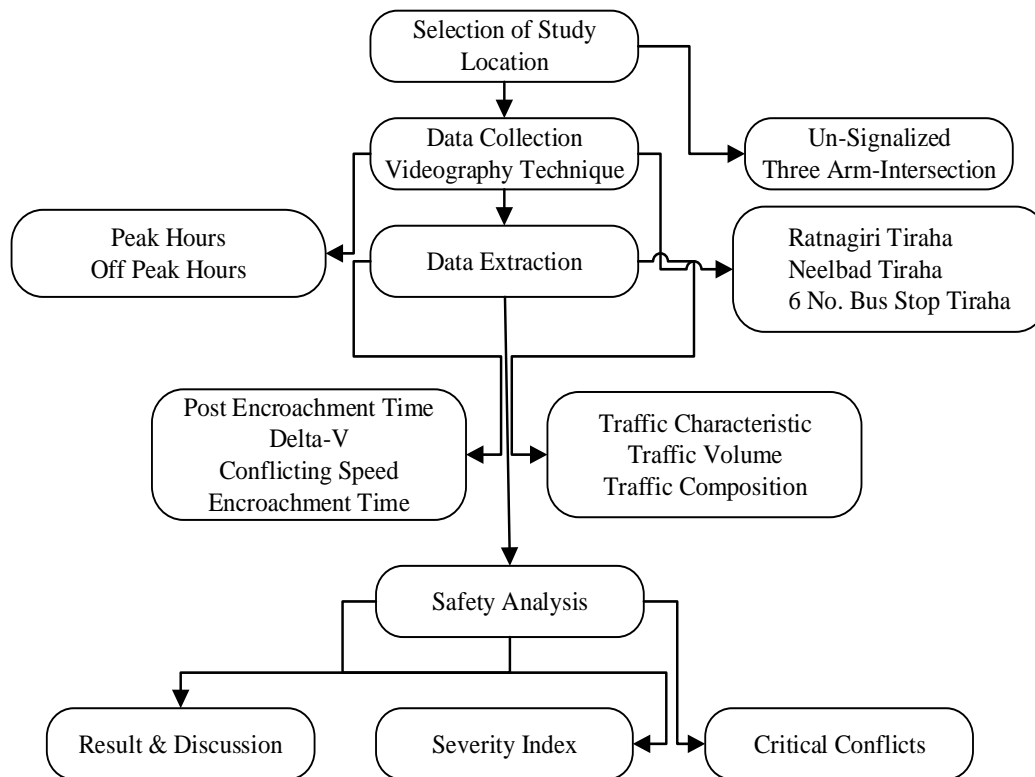 Selection of Study
Location
Data Collection
Videography Technique
Un-Signalized
Three Arm-Intersection
Peak Hours
Off Peak Hours
Data Extraction
Ratnagiri Tiraha
Neelbad Tiraha
6 No. Bus Stop Tiraha
Post Encroachment Time
Delta-V
Conflicting Speed
Encroachment Time
Traffic Characteristic
Traffic Volume
Traffic Composition
Safety Analysis
Result & Discussion
Severity Index
Critical Conflicts